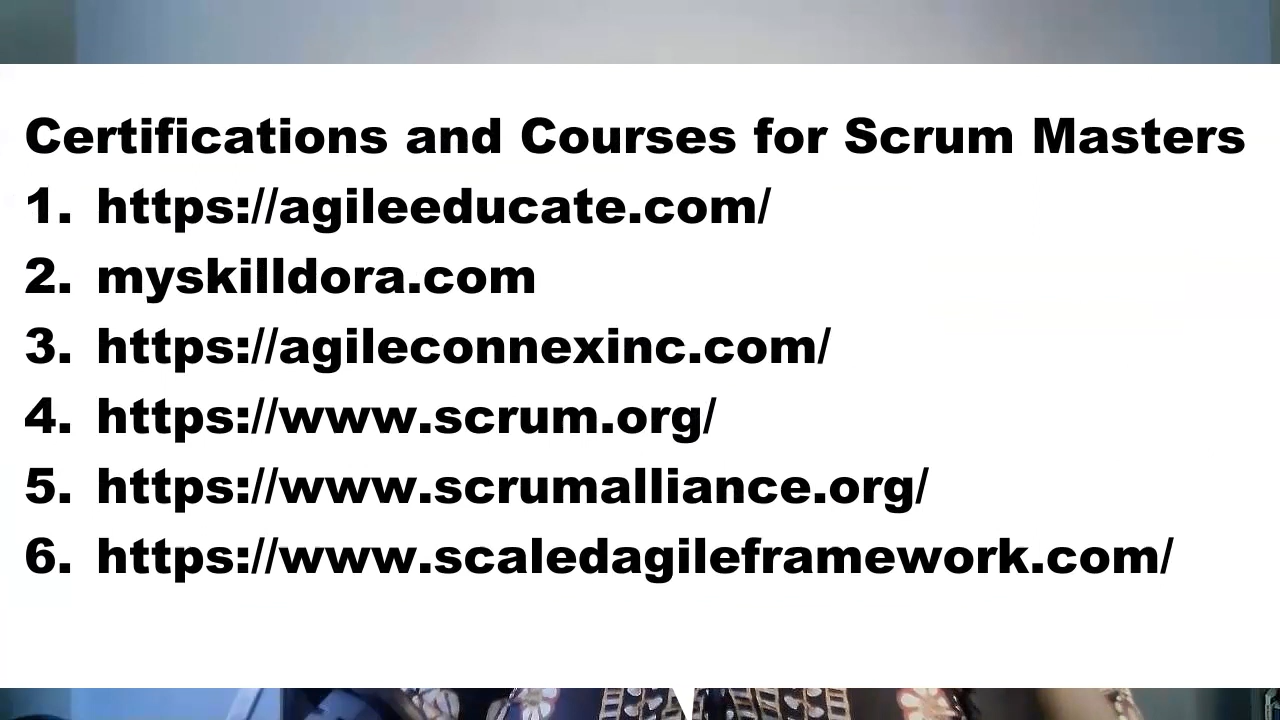 Certifications and Courses for Scrum Masters
1. https://agileeducate.com/
2. myskilldora.com
3. https://agileconnexinc.com/
4. https://www.scrum.org/
5. https://www.scrumalliance.org/
6. https://www.scaledagileframework.com/